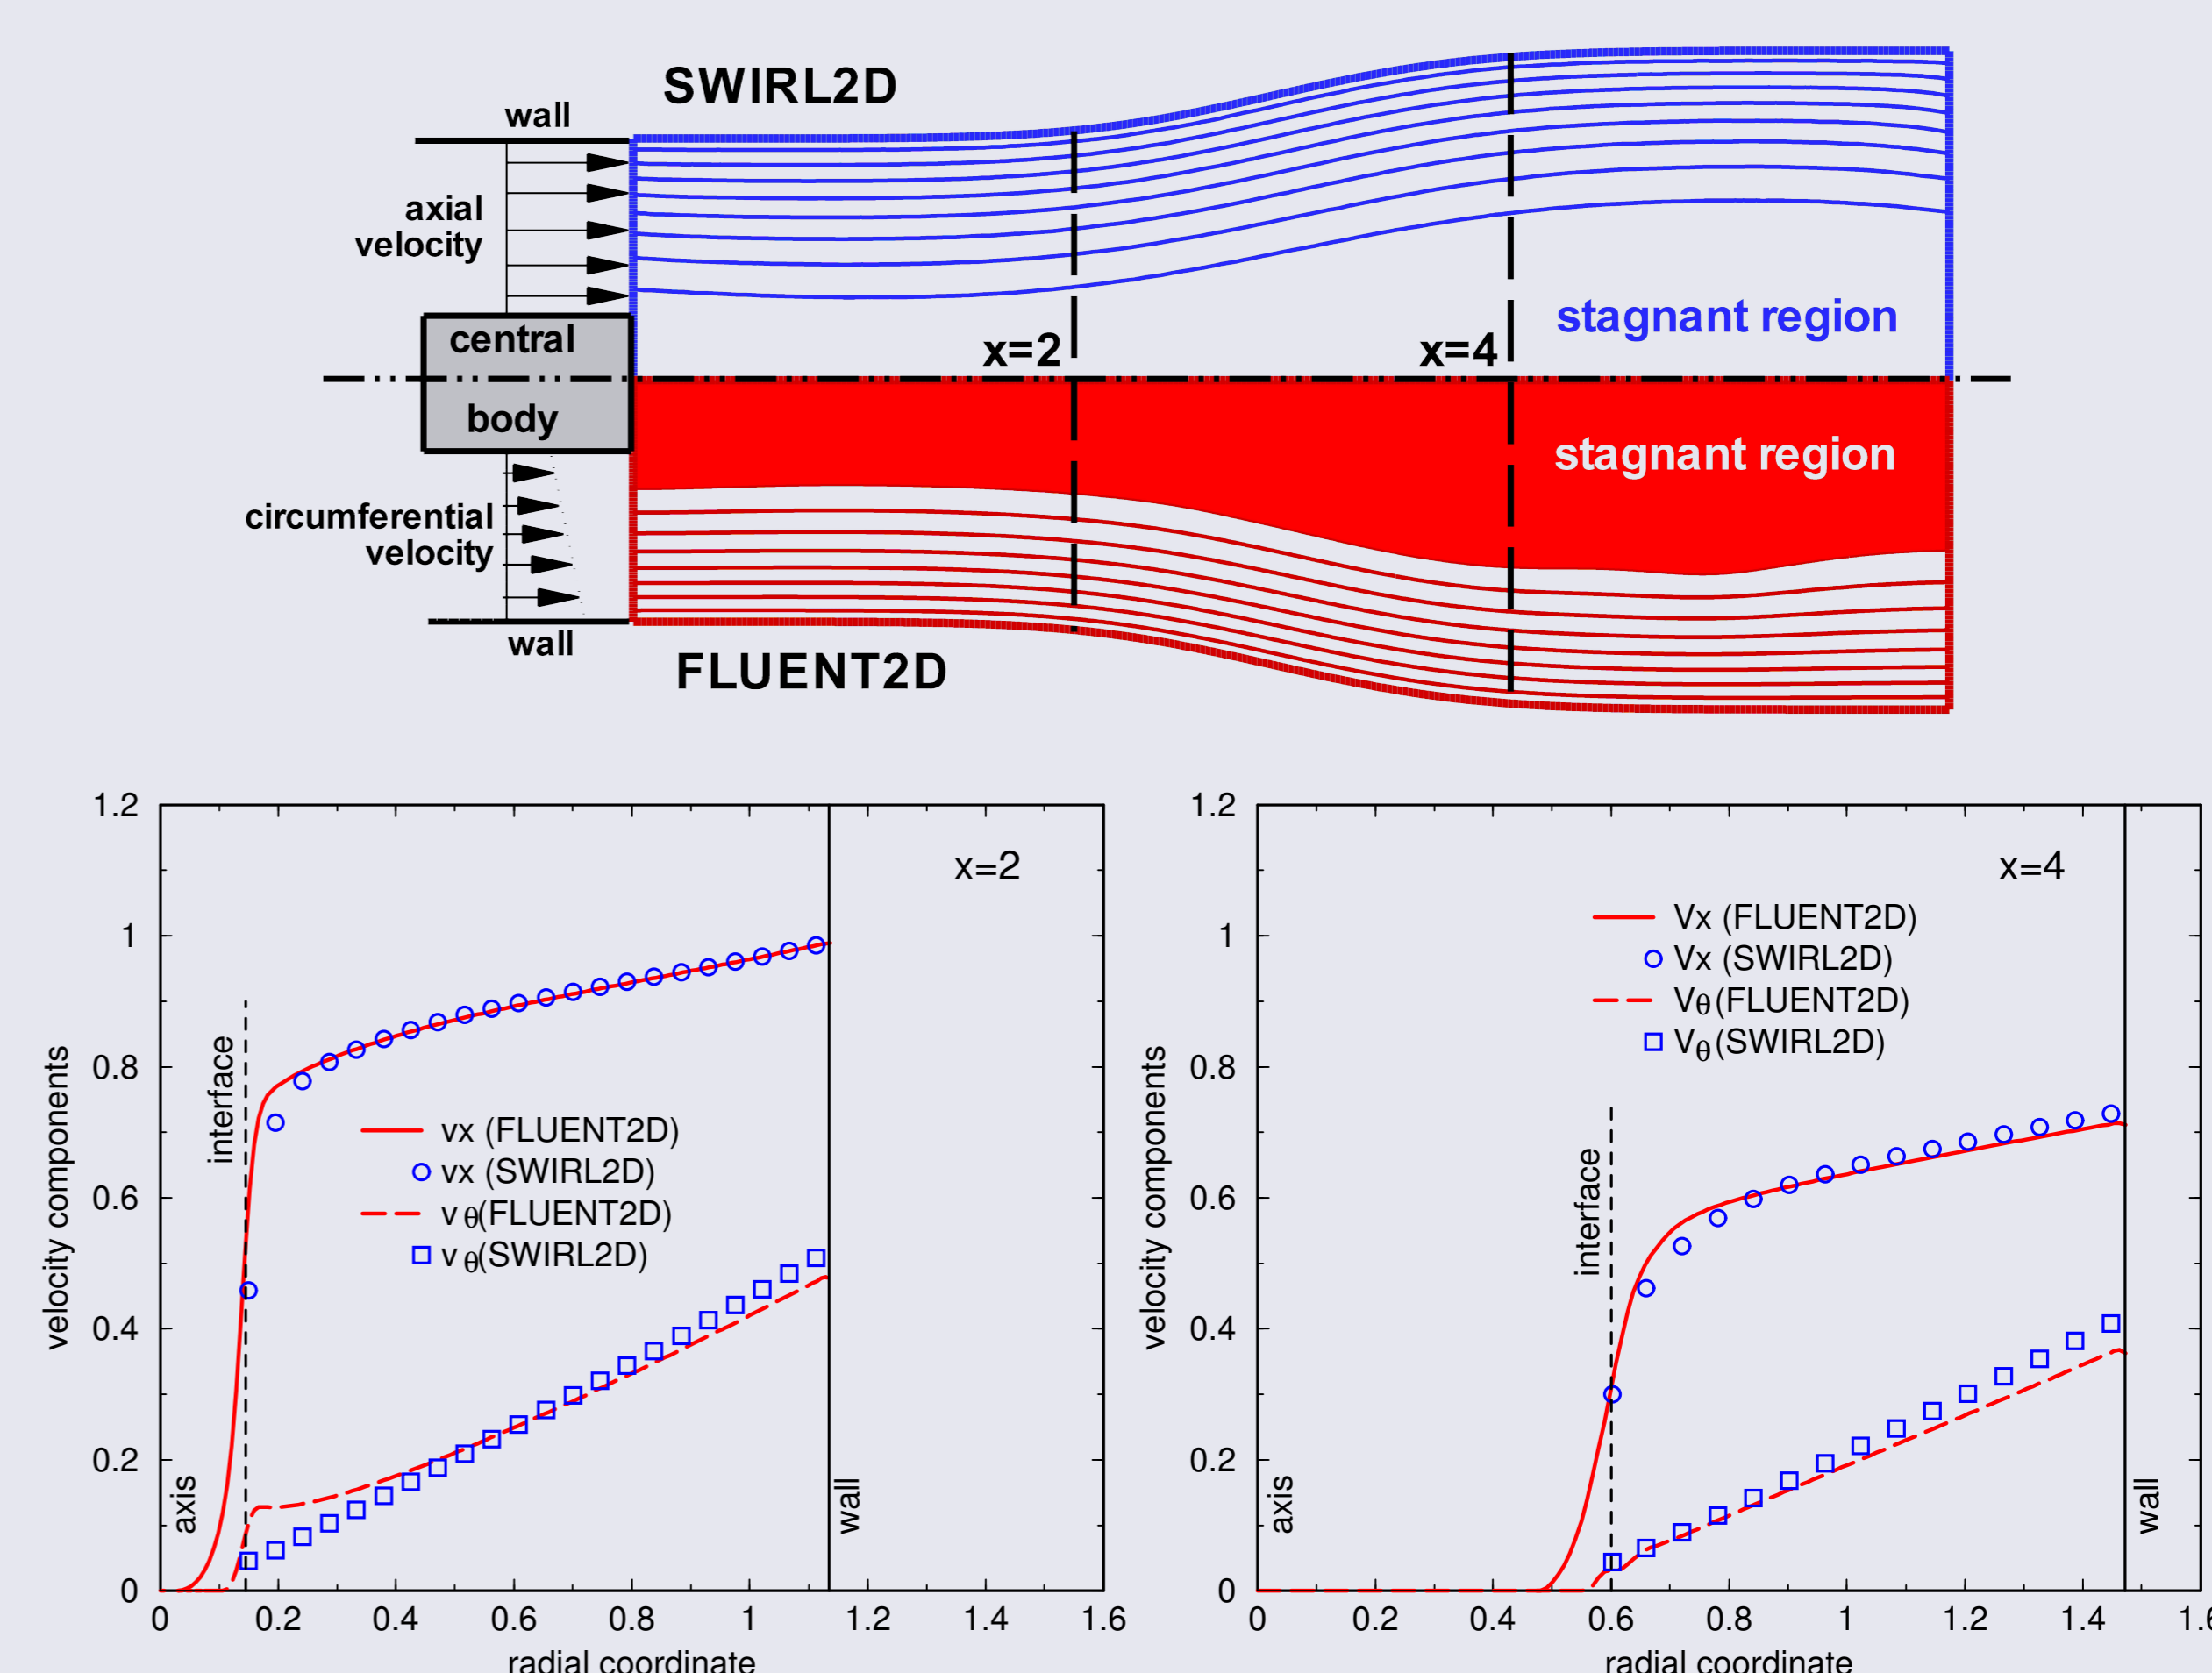 SWIRL2D
wall
axial
velocity
stagnant region
x=2
x=4
central
body
stagnant region
circumferential
velocity
wall
FLUENT2D
1.2
1
0.8
0.6
0.4
0.2
0
velocity components
x=2
interface
vx (FLUENT2D)
vx (SWIRL2D)
vθ(FLUENT2D)
vθ(SWIRL2D)
axis
wall
0 0.2 0.4 0.6 0.8 1 1.2 1.4 1.6
radial coordinate
1.2
1
0.8
0.6
0.4
0.2
0
velocity components
x=4
Vx (FLUENT2D)
Vx (SWIRL2D)
Vθ(FLUENT2D)
Vθ(SWIRL2D)
interface
axis
wall
0 0.2 0.4 0.6 0.8 1 1.2 1.4 1.6
radial coordinate